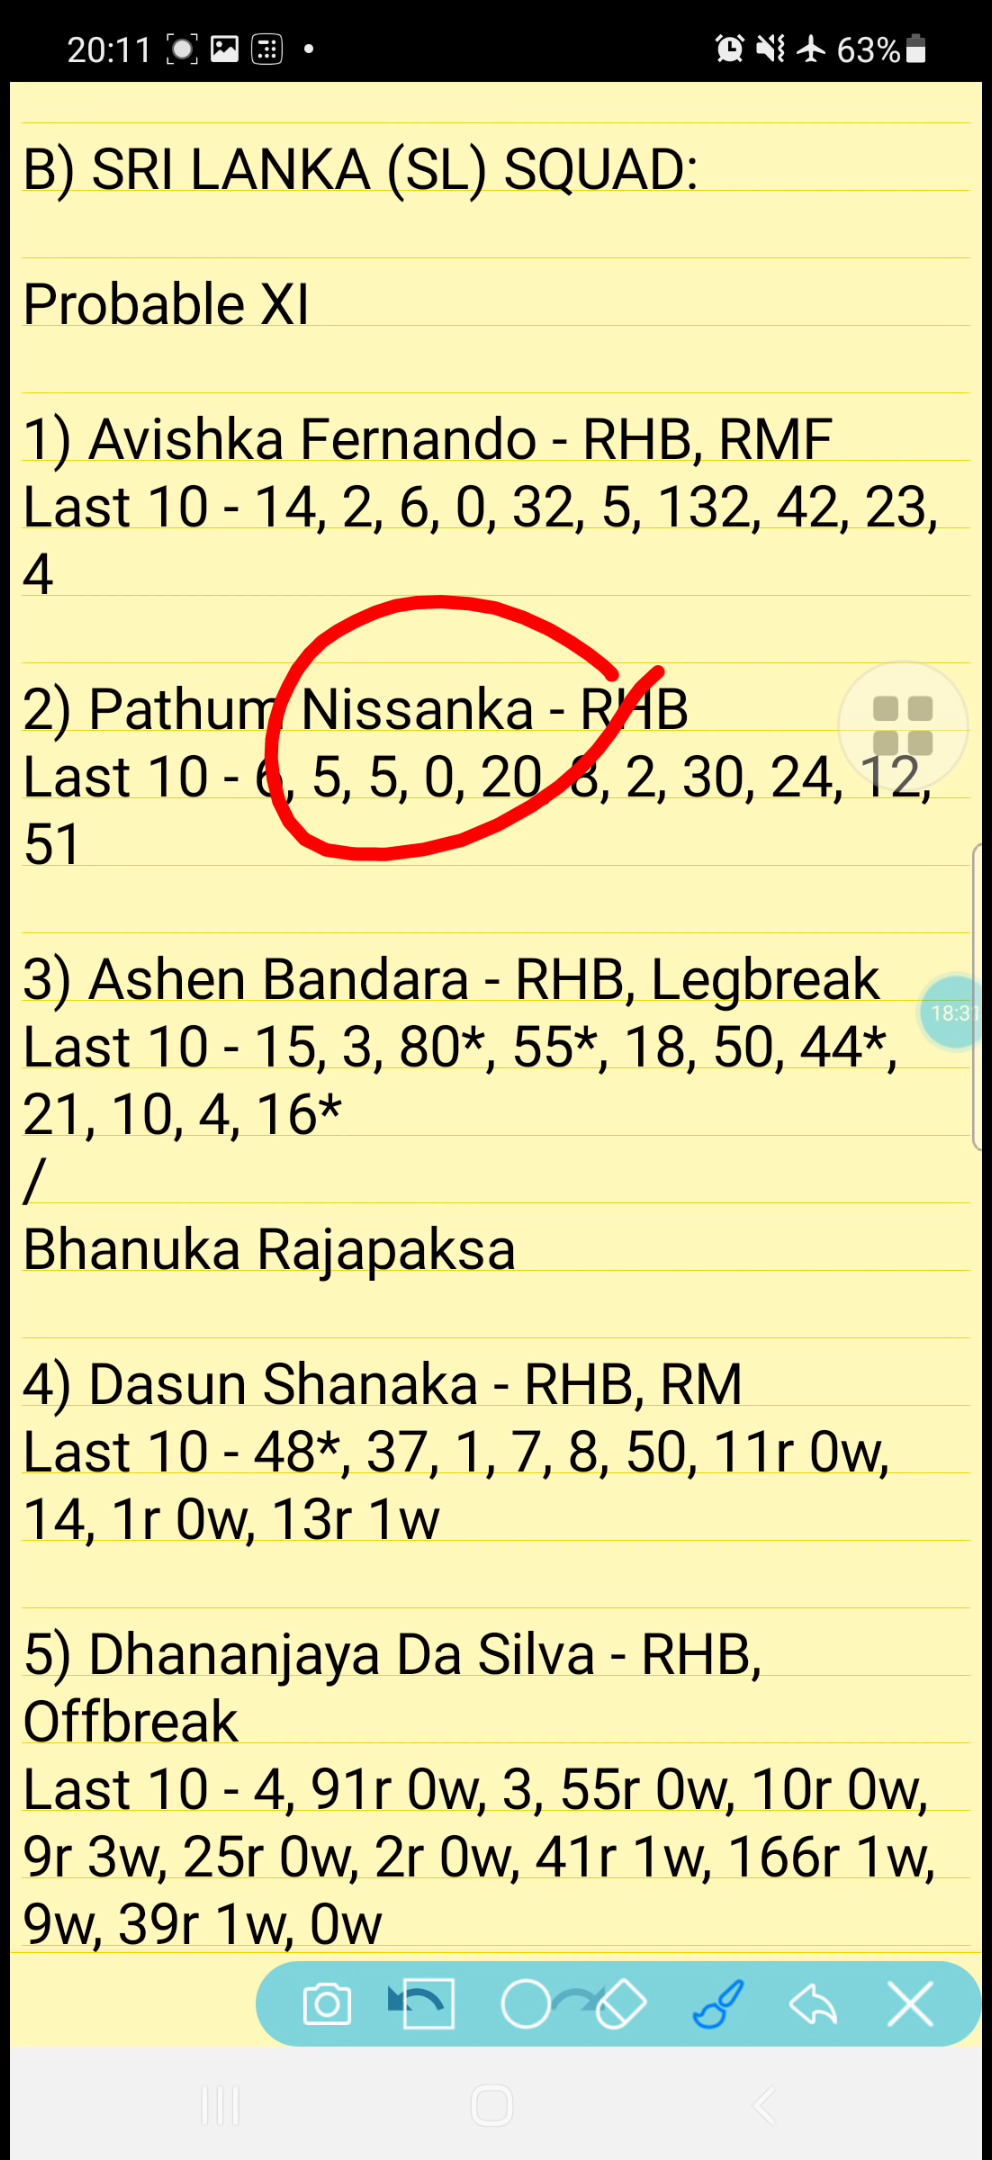 20:11
63%
B) SRI LANKA (SL) SQUAD:
Probable XI
1) Avishka Fernando - RHB, RMF
Last 10 - 14, 2, 6, 0, 32, 5, 132, 42, 23,
4
2) Pathum Nissanka - RHB
Last 10 - 6, 5, 5, 0, 20, 8, 2, 30, 24, 12,
51
3) Ashen Bandara - RHB, Legbreak
18:31
Last 10 - 15, 3, 80*, 55*, 18, 50, 44*,
21, 10, 4, 16*
/
Bhanuka Rajapaksa
4) Dasun Shanaka - RHB, RM
Last 10 - 48*, 37, 1, 7, 8, 50, 11r 0w,
14, 1r 0w, 13r 1w
5) Dhananjaya Da Silva - RHB,
Offbreak
Last 10 - 4, 91r 0w, 3, 55r 0w, 10r 0w,
9r 3w, 25r 0w, 2r 0w, 41r 1w, 166r 1w,
9w, 39r 1w, 0w